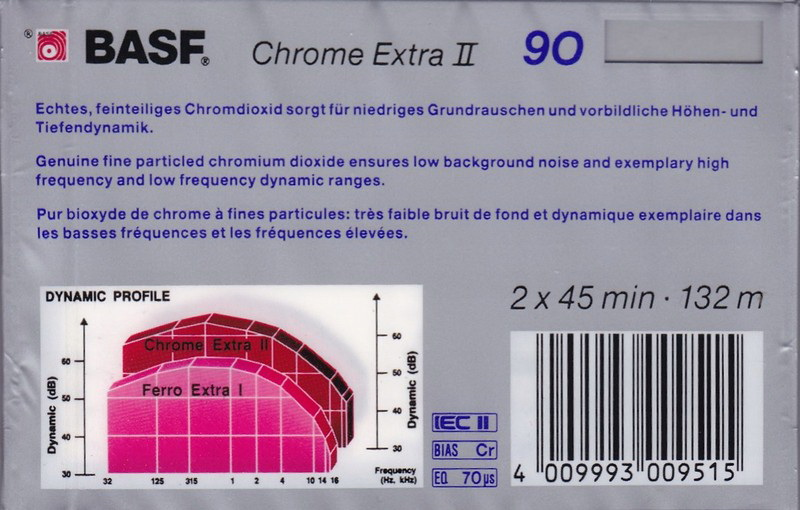 ® BASF®
Chrome Extra II
90
Echtes, feinteiliges Chromdioxid sorgt für niedriges Grundrauschen und vorbildliche Höhen- und
Tiefendynamik.
Genuine fine particled chromium dioxide ensures low background noise and exemplary high
frequency and low frequency dynamic ranges.
Pur bioxyde de chrome à fines particules: très faible bruit de fond et dynamique exemplaire dans
les basses fréquences et les fréquences élevées.
DYNAMIC PROFILE
Chrome Extra II
Ferro Extra I
Dynamic (dB)
60
50
40
30
32 125 315 1 2 4 10 14 16
Frequency
(Hz, kHz)
60
50
40
30
Dynamic (dB)
2 x 45 min · 132 m
IEC II
BIAS Cr
EQ 70 µs
4 009993 009515